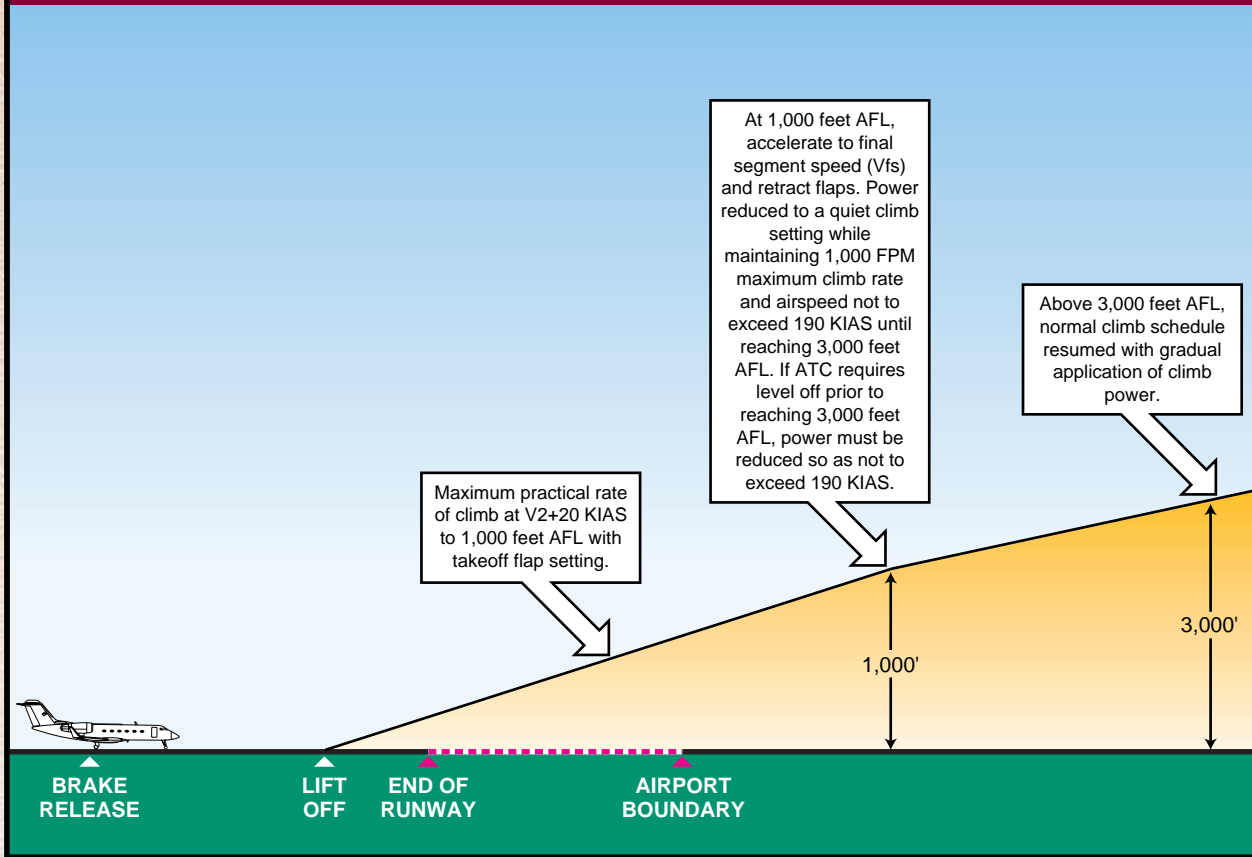 Maximum practical rate
of climb at V2+20 KIAS
to 1,000 feet AFL with
takeoff flap setting.
At 1,000 feet AFL,
accelerate to final
segment speed (Vfs)
and retract flaps. Power
reduced to a quiet climb
setting while
maintaining 1,000 FPM
maximum climb rate
and airspeed not to
exceed 190 KIAS until
reaching 3,000 feet
AFL. If ATC requires
level off prior to
reaching 3,000 feet
AFL, power must be
reduced so as not to
exceed 190 KIAS.
Above 3,000 feet AFL,
normal climb schedule
resumed with gradual
application of climb
power.
1,000'
3,000'
BRAKE
RELEASE
LIFT
OFF
END OF
RUNWAY
AIRPORT
BOUNDARY